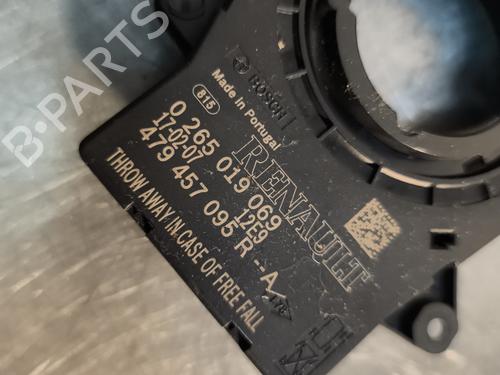 B-PARTS
BOSCH
815
Made in Portugal
0 265 019 069
17-02-07 12E9
479 457 095 R --A
RENAULT
THROW AWAY IN CASE OF FREE FALL